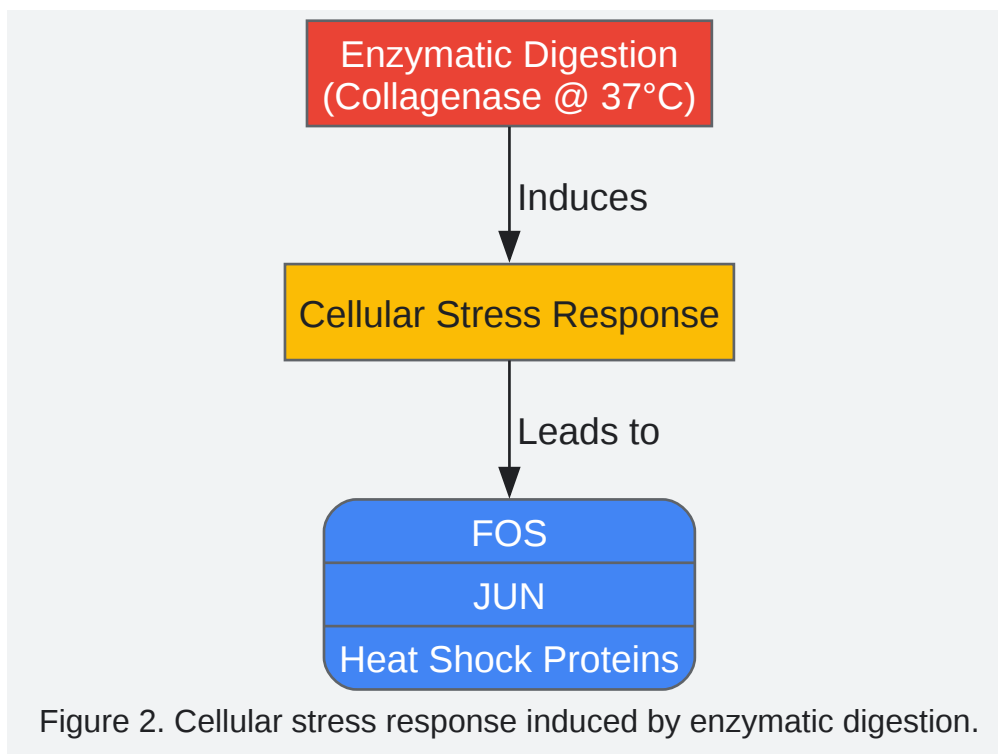 Enzymatic Digestion
(Collagenase @ 37°C)
Induces
Cellular Stress Response
Leads to
FOS
JUN
Heat Shock Proteins
Figure 2. Cellular stress response induced by enzymatic digestion.